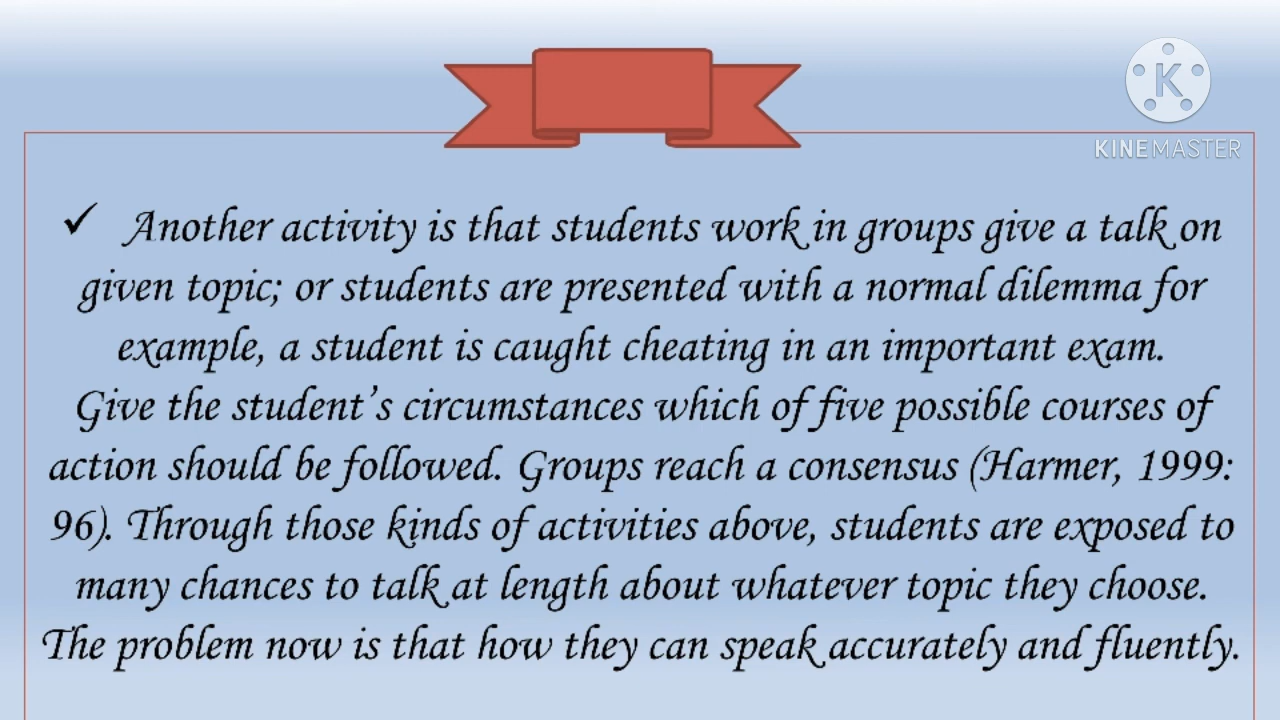 K
KINEMASTER
✓ Another activity is that students work in groups give a talk on
given topic; or students are presented with a normal dilemma for
example, a student is caught cheating in an important exam.
Give the student’s circumstances which of five possible courses of
action should be followed. Groups reach a consensus (Harmer, 1999:
96). Through those kinds of activities above, students are exposed to
many chances to talk at length about whatever topic they choose.
The problem now is that how they can speak accurately and fluently.